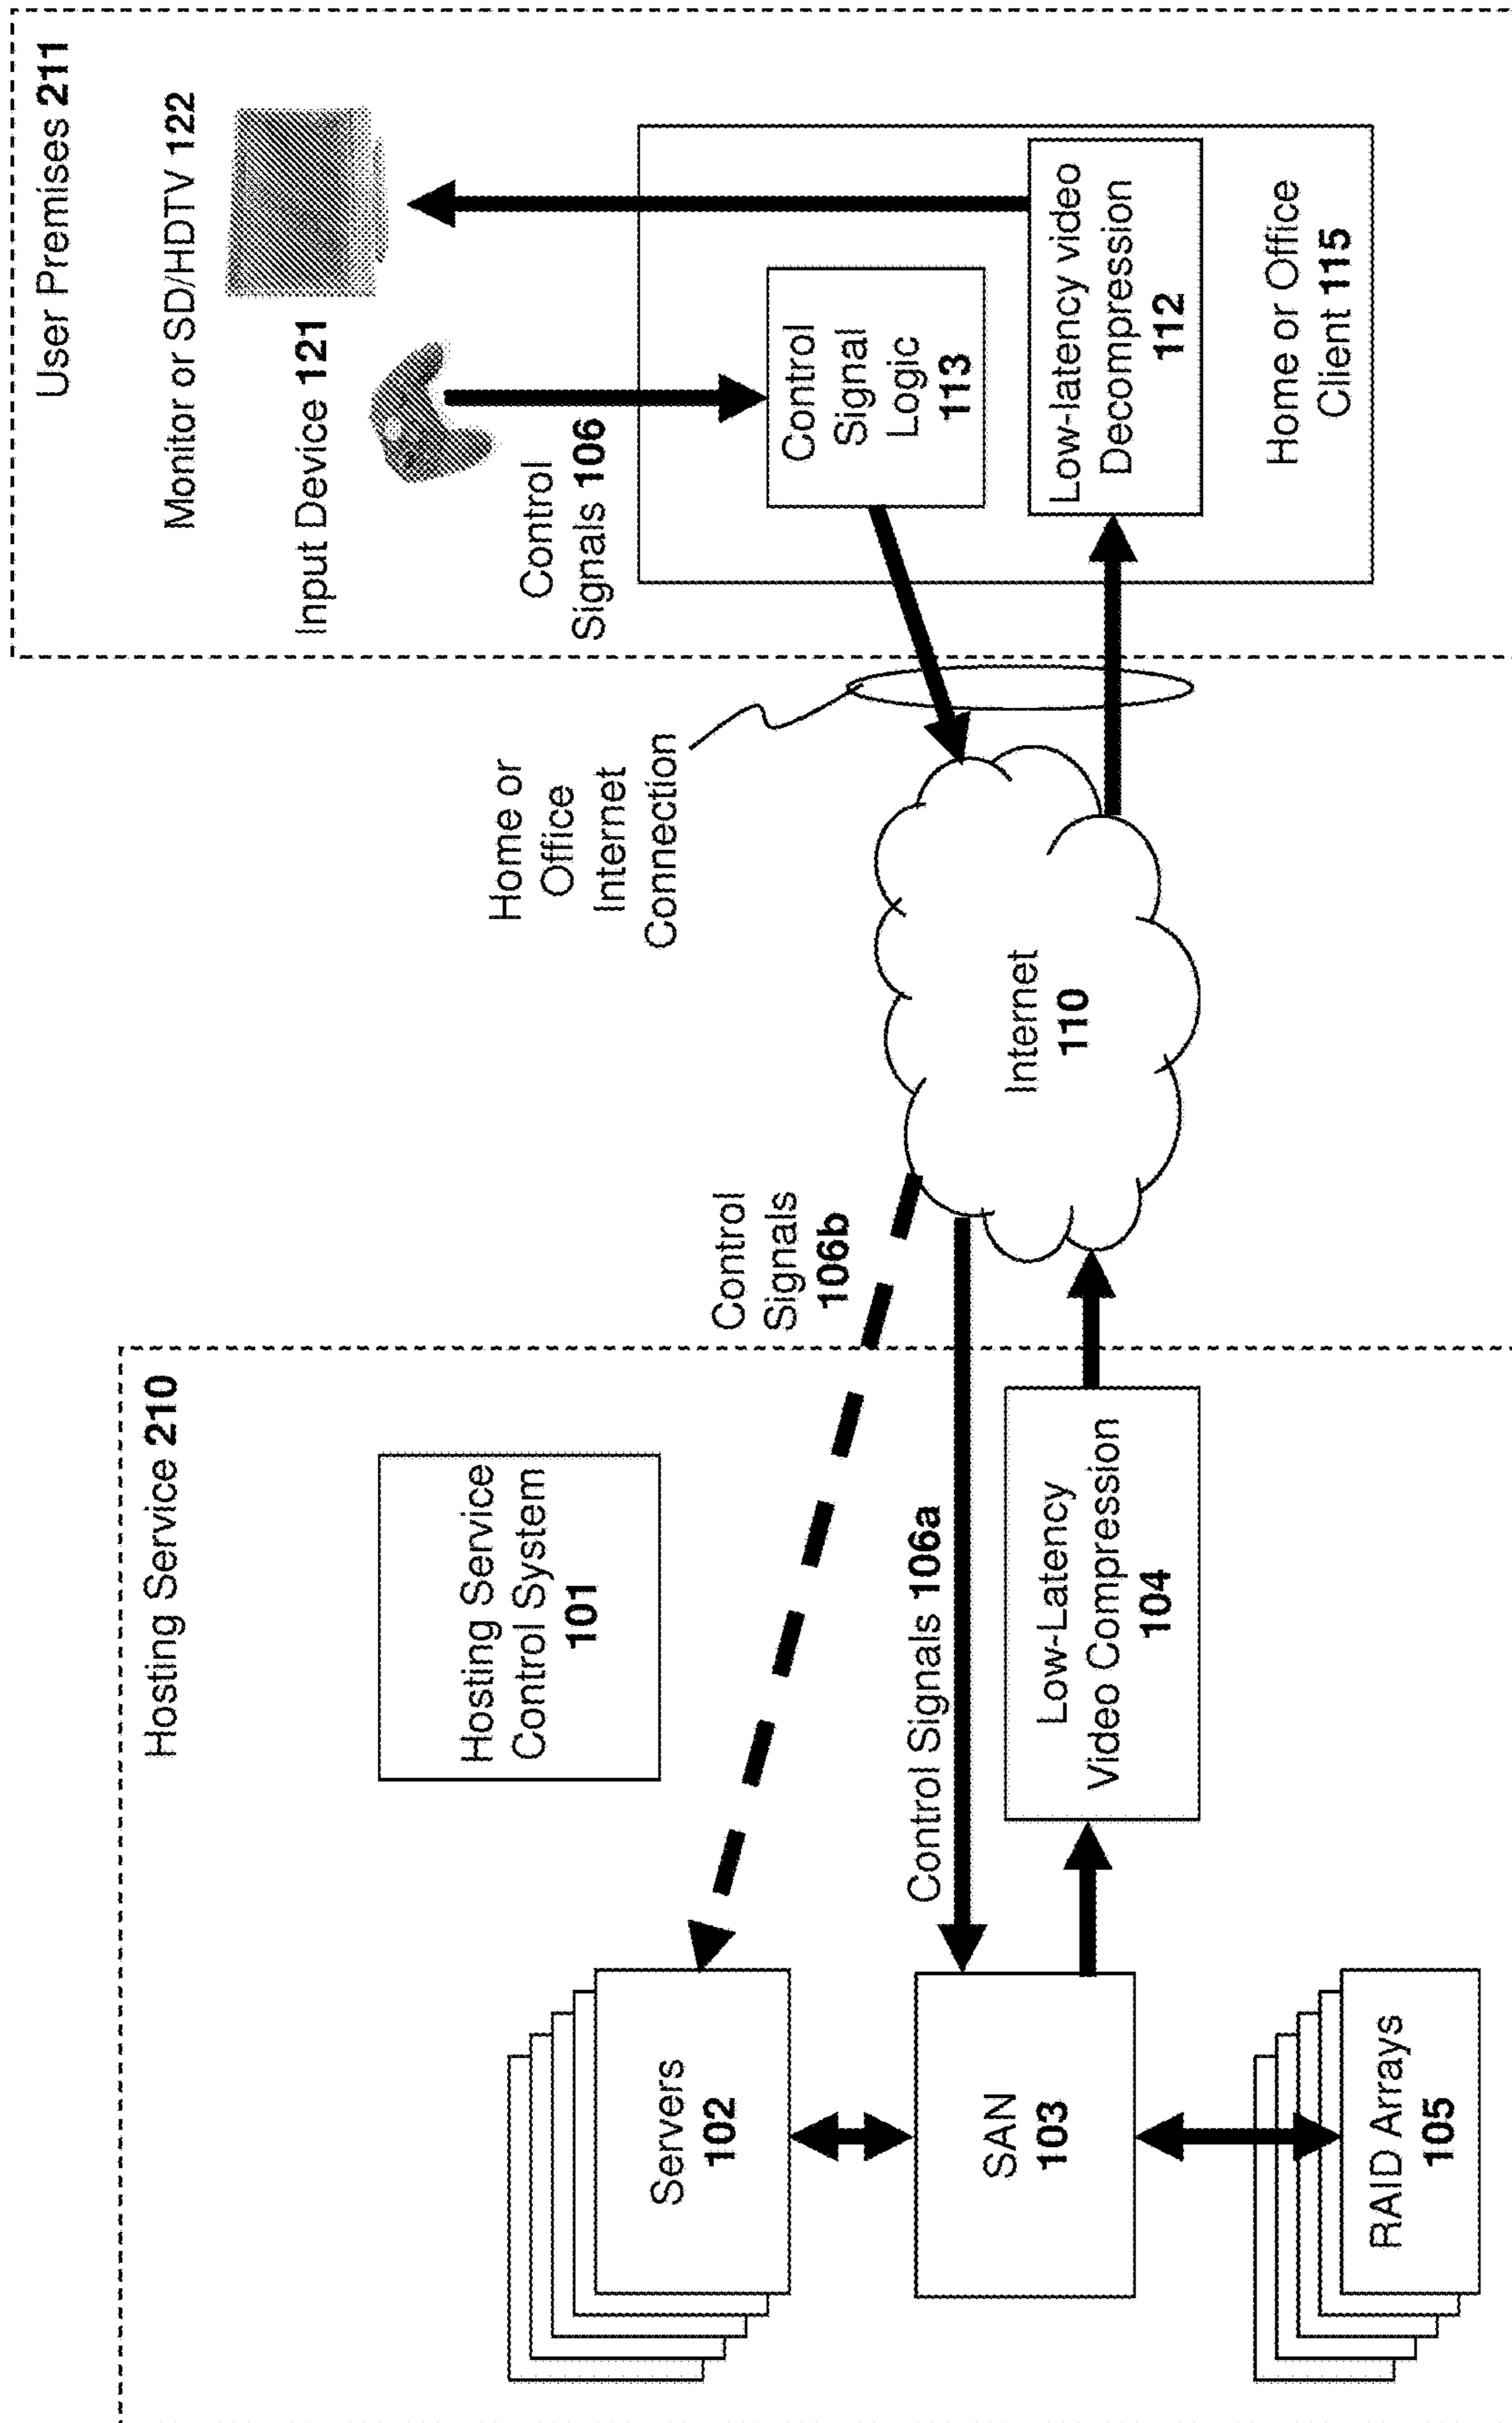 Hosting Service 210
Hosting Service
Control System
101
Servers
102
SAN
103
RAID Arrays
105
Control Signals 106a
Low-Latency
Video Compression
104
Control
Signals
106b
Internet
110
Home or
Office
Internet
Connection
User Premises 211
Monitor or SD/HDTV 122
Input Device 121
Control
Signals 106
Control
Signal
Logic
113
Low-latency video
Decompression
112
Home or Office
Client 115